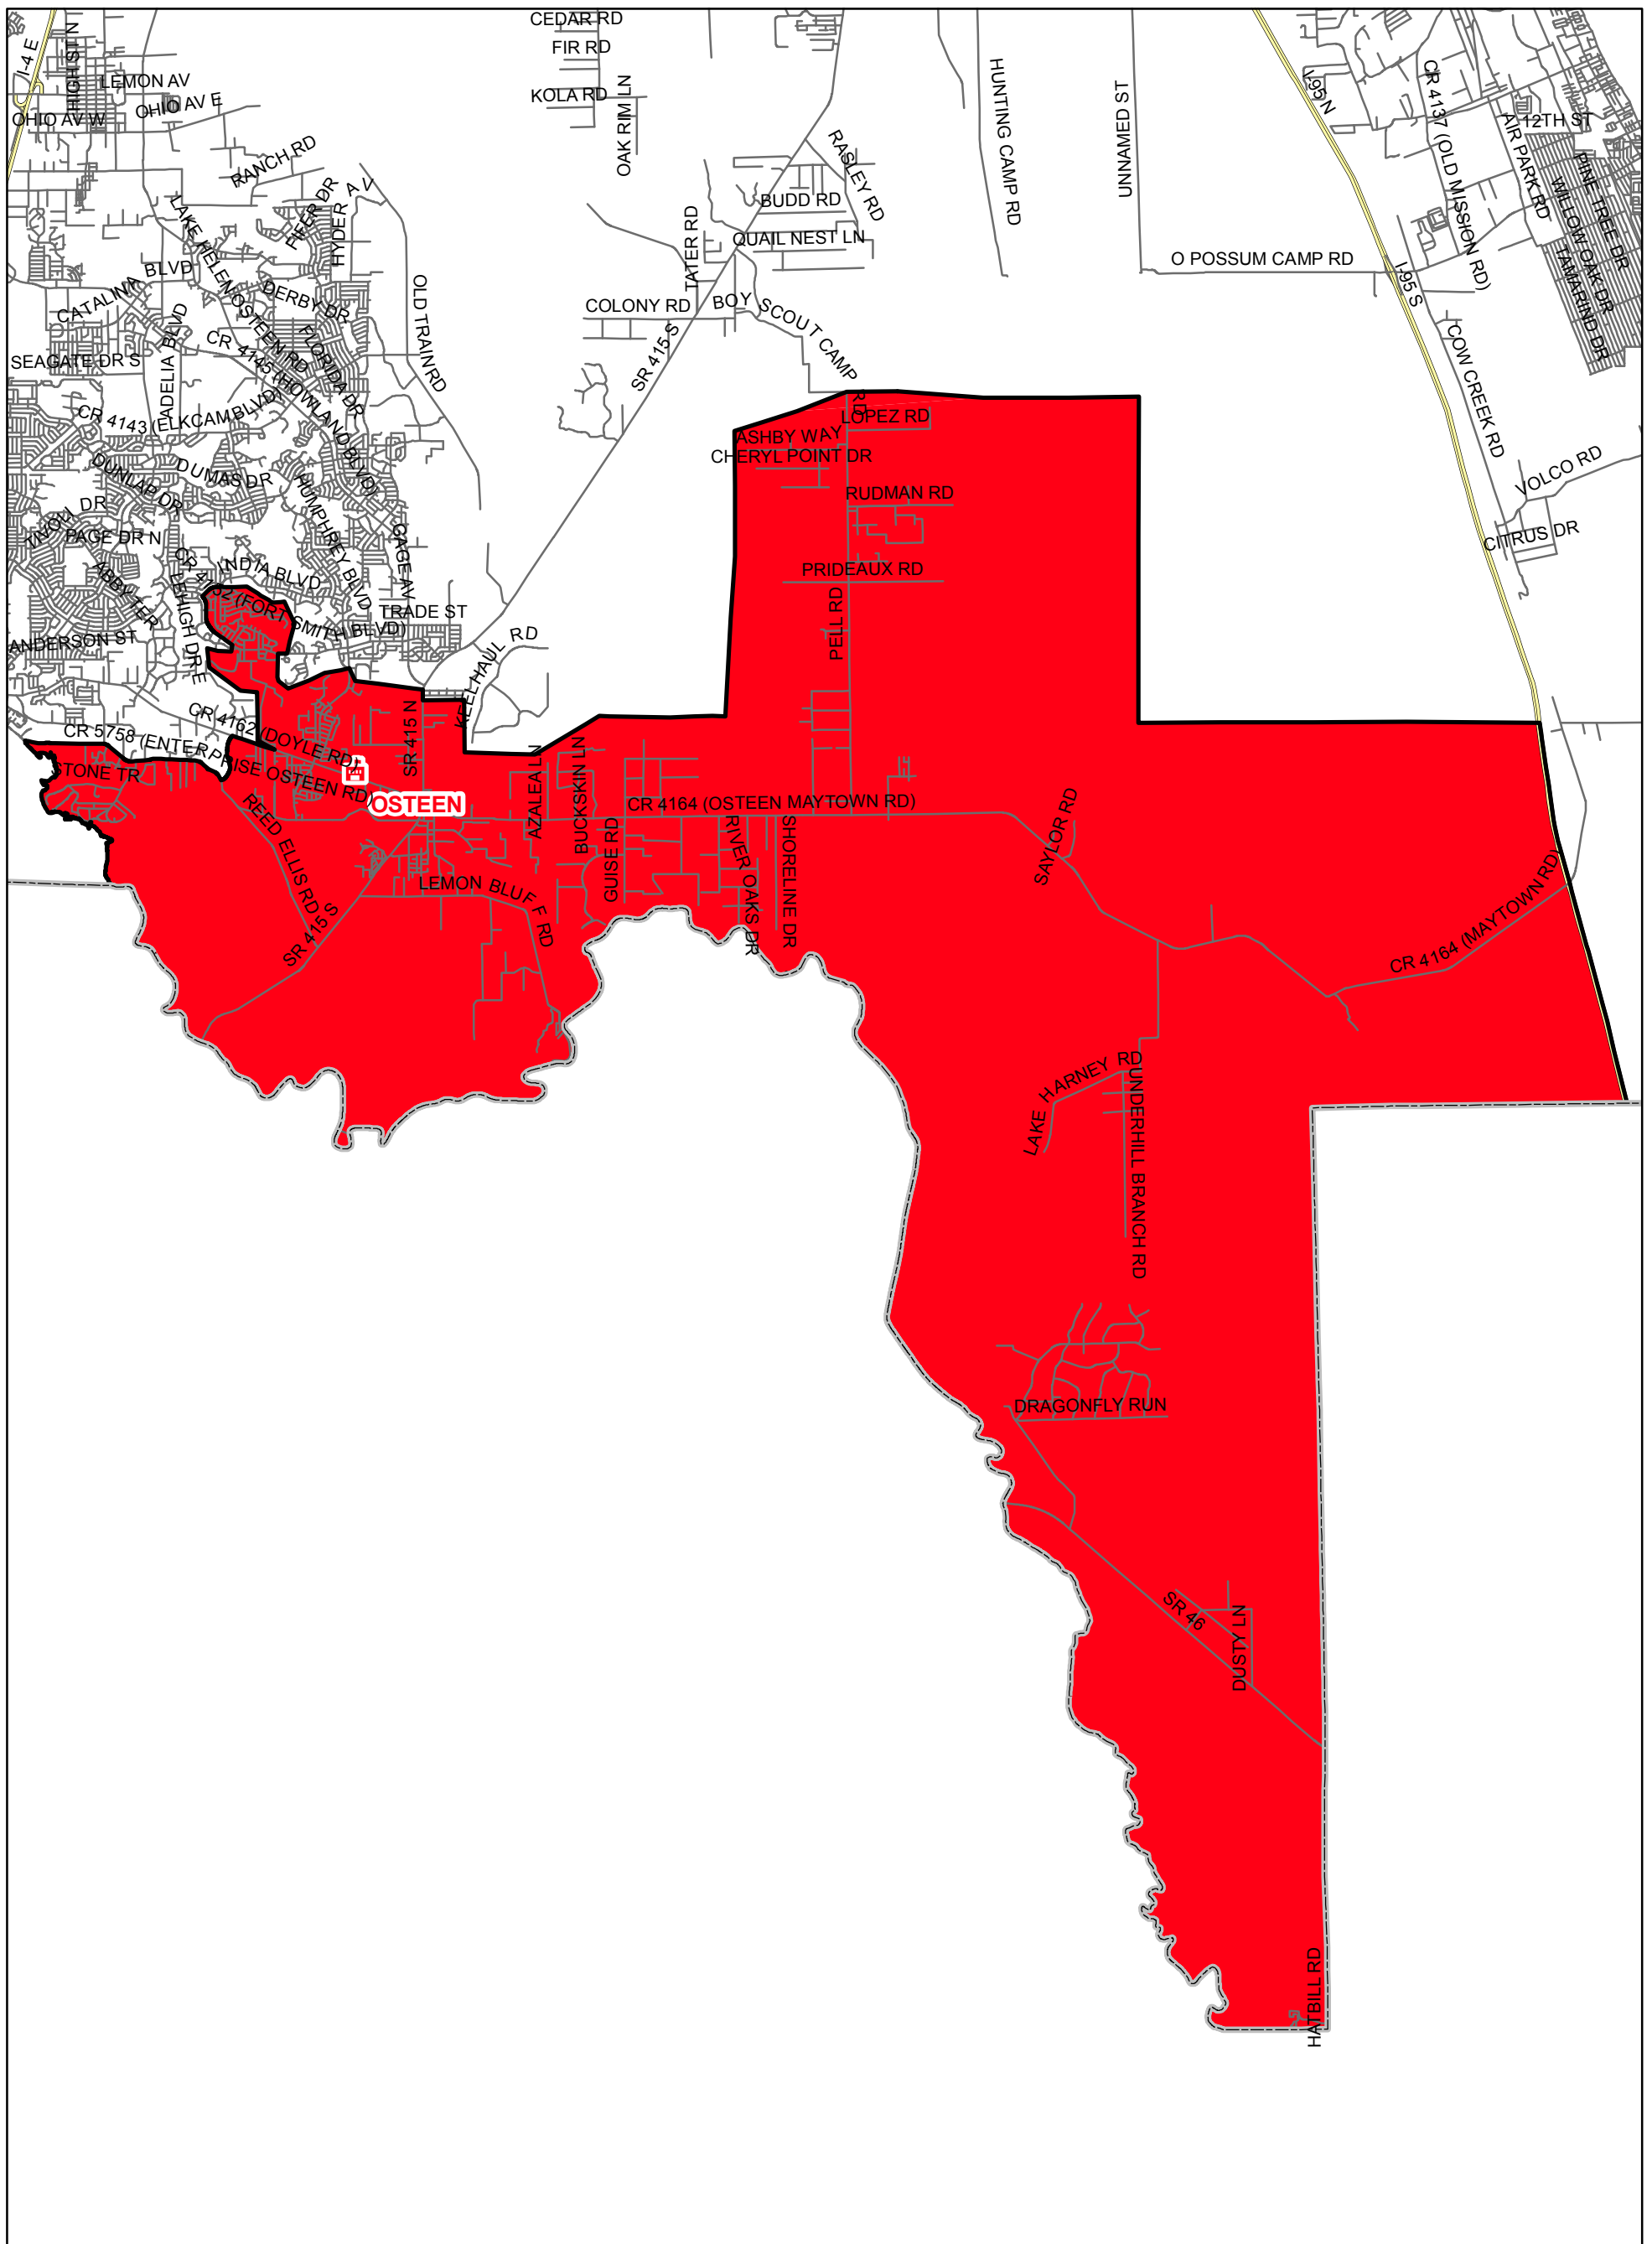 CEDAR RD
FIR RD
I-4 E
HIGH ST N
LEMON AV
KOLA RD
OHIO AV E
OHIO AV W
OAK RIM LN
HUNTING CAMP RD
UNNAMED ST
I-95 N
CR 4137 (OLD MISSION RD)
12TH ST
AIR PARK RD
PINE TREE DR
WILLOW OAK DR
TAMARIND DR
RANCH RD
RASLEY RD
FIFER DR
HYDER AV
BUDD RD
LAKE HELEN OSTEEN RD
TATER RD
QUAIL NEST LN
O POSSUM CAMP RD
I-95 S
CATALINA BLVD
DERBY DR
OLD TRAIN RD
COLONY RD
BOY SCOUT CAMP RD
ADELIA BLVD
CR 4145 (HOWLAND BLVD)
FLORIDA DR
SR 415 S
COW CREEK RD
SEAGATE DR S
CR 4143 (ELKCAM BLVD)
LOPEZ RD
ASHBY WAY
CHERYL POINT DR
DUNLAP DR
DUMAS DR
HUMPHREY BLVD
VOLCO RD
RUDMAN RD
TIVOLI DR
PAGE DR N
GAGE AV
CITRUS DR
CR 4152 (FORT SMITH BLVD)
INDIA BLVD
ABBY TER
LEHIGH DR E
PRIDEAUX RD
PELL RD
TRADE ST
ANDERSON ST
KEELHAUL RD
CR 4162 (DOYLE RD)
SR 415 N
CR 5758 (ENTERPRISE OSTEEN RD)
STONE TR
OSTEEN
AZALEA LN
BUCKSKIN LN
CR 4164 (OSTEEN MAYTOWN RD)
GUISE RD
RIVER OAKS DR
SHORELINE DR
SAYLOR RD
REED ELLIS RD
LEMON BLUFF RD
SR 415 S
CR 4164 (MAYTOWN RD)
LAKE HARNEY RD
UNDERHILL BRANCH RD
DRAGONFLY RUN
SR 46
DUSTY LN
HATBILL RD